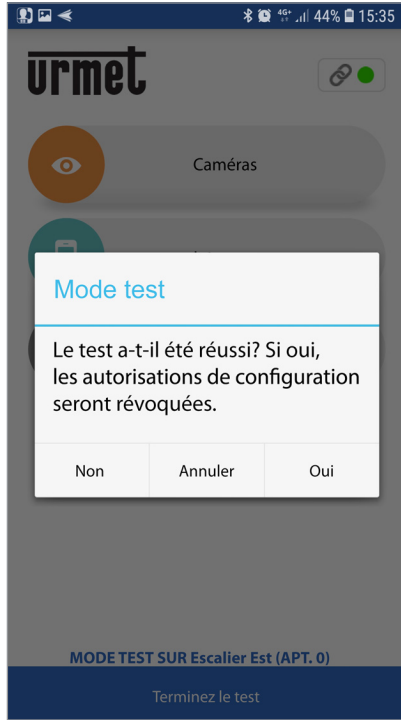 4G+ 44% 15:35
urmet
Caméras
Mode test
Le test a-t-il été réussi? Si oui,
les autorisations de configuration
seront révoquées.
Non Annuler Oui
MODE TEST SUR Escalier Est (APT. 0)
Terminez le test